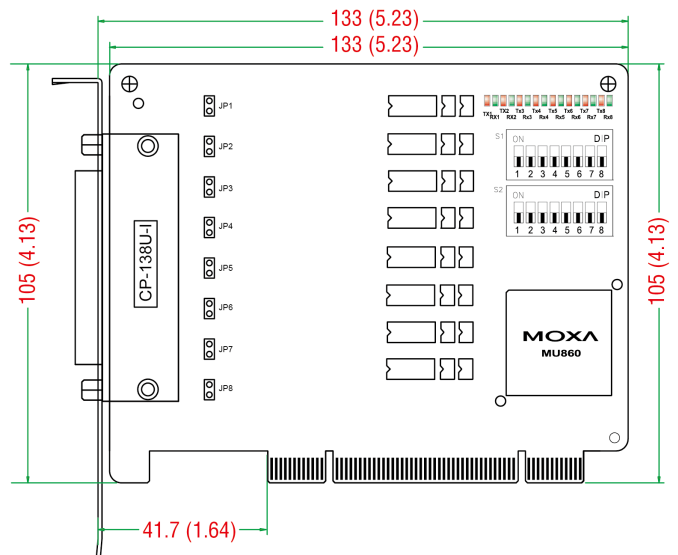 133 (5.23)
133 (5.23)
JP1
JP2
JP3
JP4
JP5
JP6
JP7
JP8
TX1 TX2 Tx3 Tx4 Tx5 Tx6 Tx7 Tx8
RX1 RX2 Rx3 Rx4 Rx5 Rx6 Rx7 Rx8
S1
ON DIP
1 2 3 4 5 6 7 8
S2
ON DIP
1 2 3 4 5 6 7 8
105 (4.13)
CP-138U-I
105 (4.13)
MOXA
MU860
41.7 (1.64)